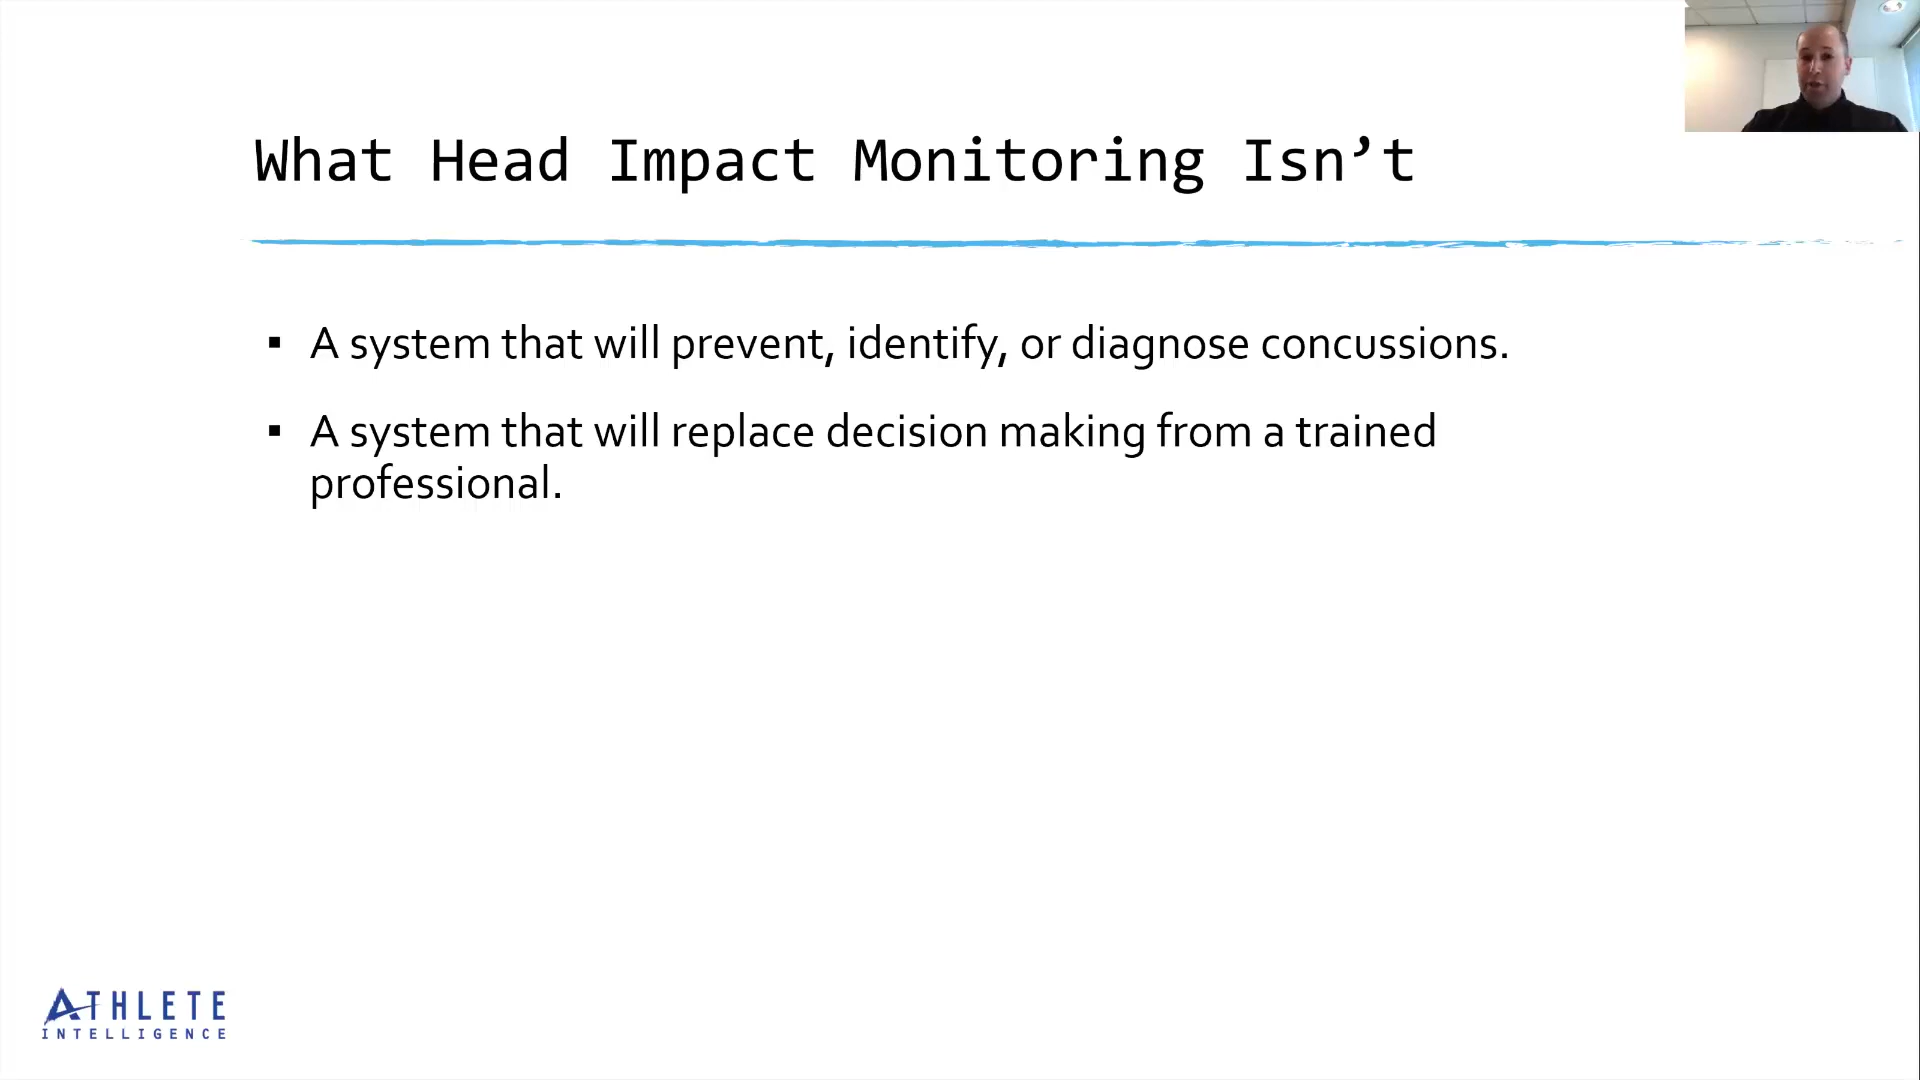 What Head Impact Monitoring Isn’t
▪ A system that will prevent, identify, or diagnose concussions.
▪ A system that will replace decision making from a trained
professional.
ATHLETE
INTELLIGENCE